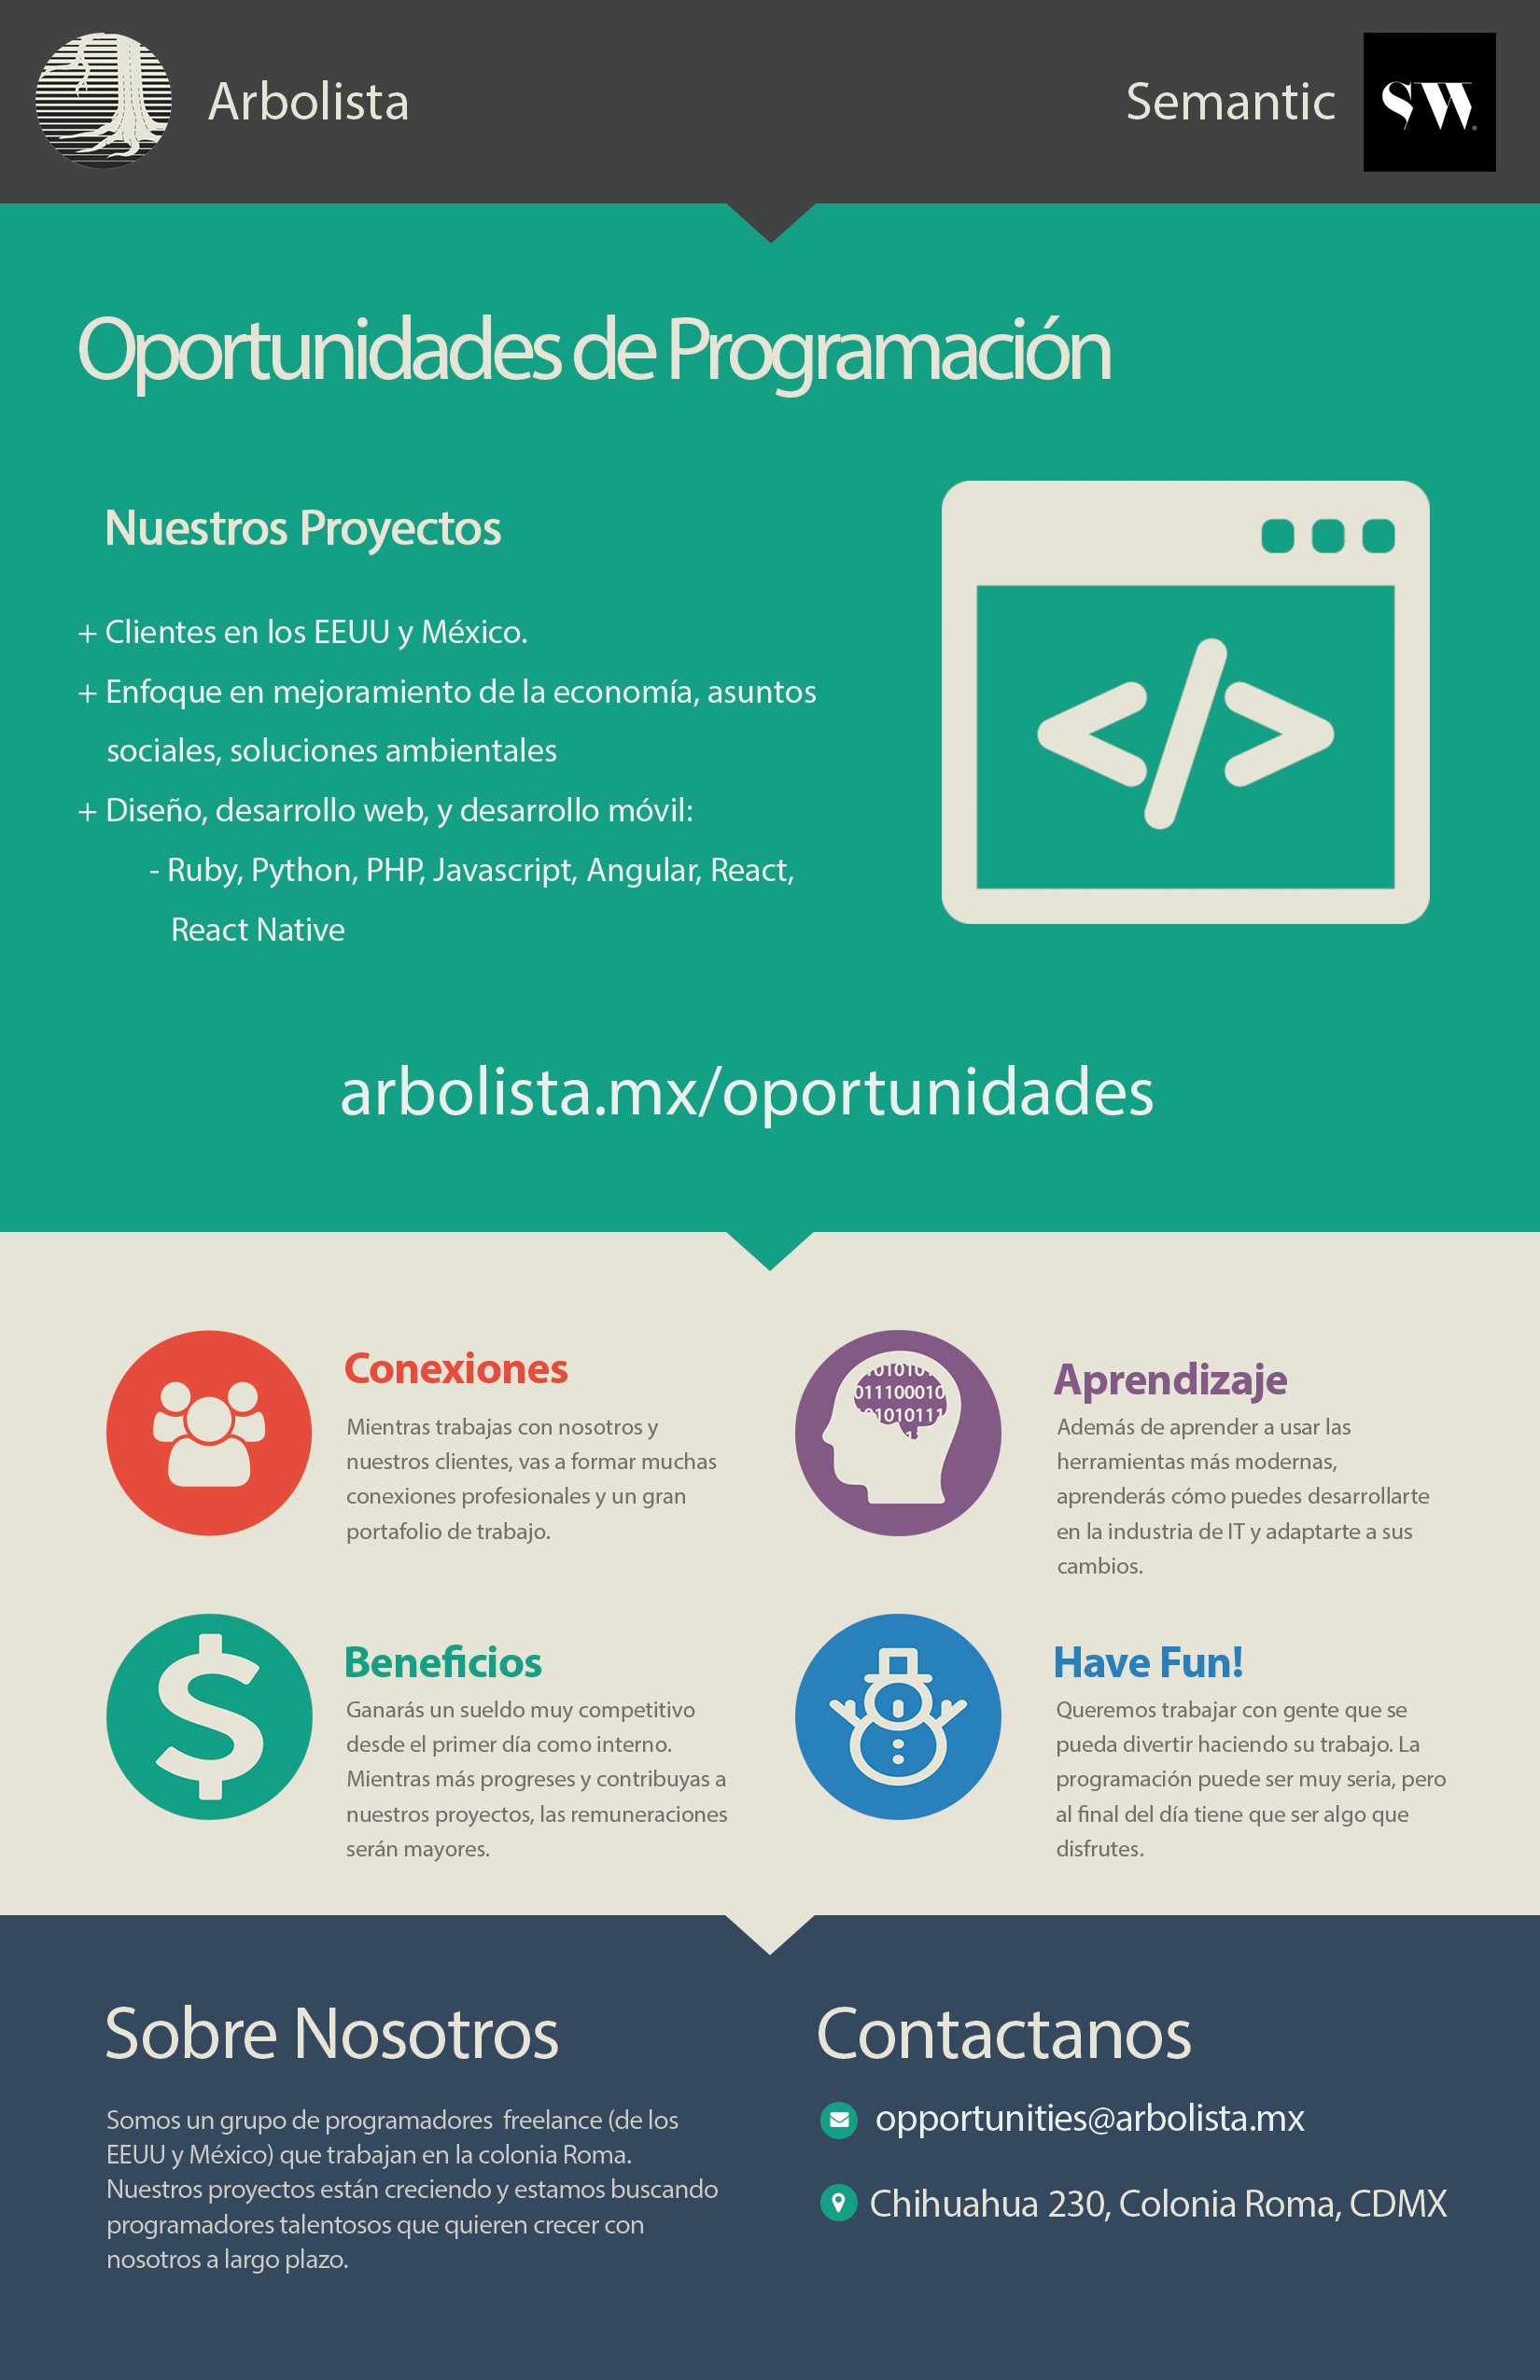 Arbolista
Semantic
SW
Oportunidades de Programación
Nuestros Proyectos
+ Clientes en los EEUU y México.
+ Enfoque en mejoramiento de la economía, asuntos
sociales, soluciones ambientales
+ Diseño, desarrollo web, y desarrollo móvil:
- Ruby, Python, PHP, Javascript, Angular, React,
React Native
arbolista.mx/oportunidades
Conexiones
Mientras trabajas con nosotros y
nuestros clientes, vas a formar muchas
conexiones profesionales y un gran
portafolio de trabajo.
011100010
1010111
Aprendizaje
Además de aprender a usar las
herramientas más modernas,
aprenderás cómo puedes desarrollarte
en la industria de IT y adaptarte a sus
cambios.
Beneficios
Ganarás un sueldo muy competitivo
desde el primer día como interno.
Mientras más progreses y contribuyas a
nuestros proyectos, las remuneraciones
serán mayores.
Have Fun!
Queremos trabajar con gente que se
pueda divertir haciendo su trabajo. La
programación puede ser muy seria, pero
al final del día tiene que ser algo que
disfrutes.
Sobre Nosotros
Somos un grupo de programadores freelance (de los
EEUU y México) que trabajan en la colonia Roma.
Nuestros proyectos están creciendo y estamos buscando
programadores talentosos que quieren crecer con
nosotros a largo plazo.
Contactanos
opportunities@arbolista.mx
Chihuahua 230, Colonia Roma, CDMX